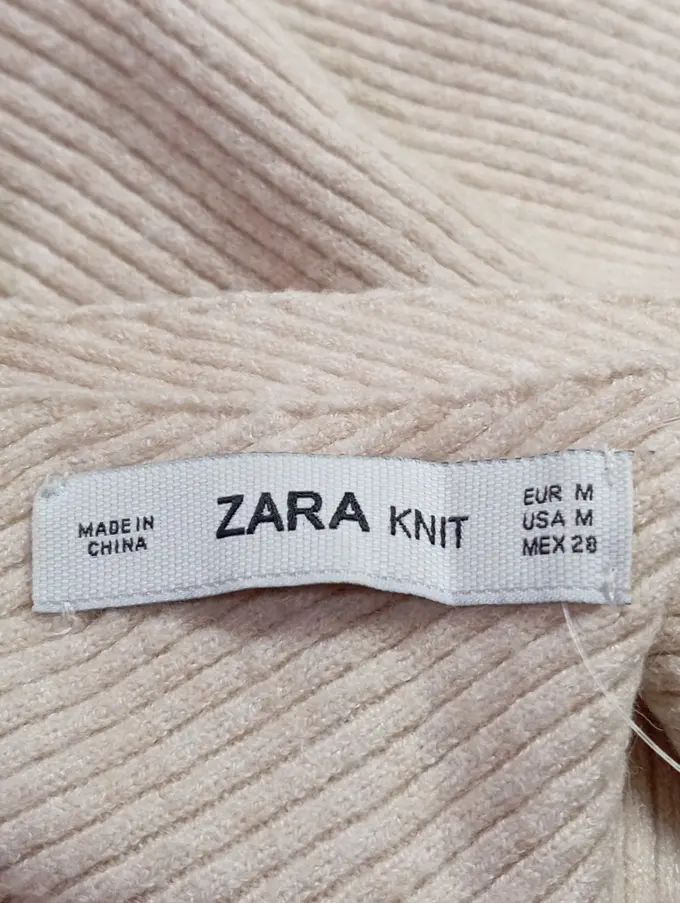 MADE IN
CHINA
ZARA KNIT
EUR M
USA M
MEX 28